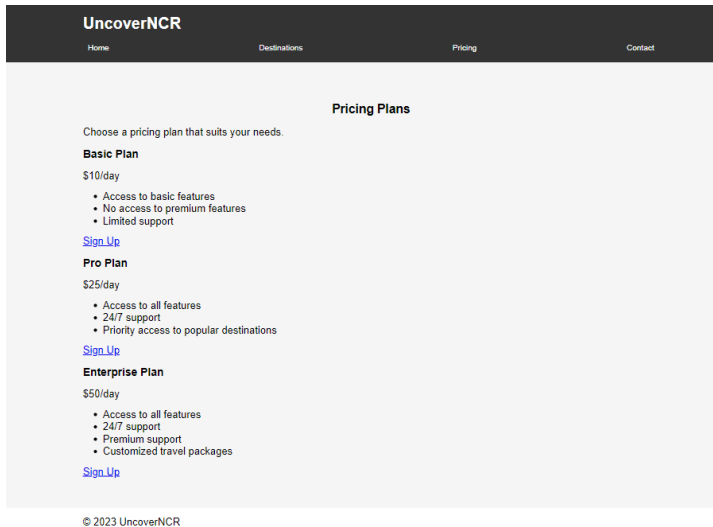 UncoverNCR
Home Destinations Pricing Contact
Pricing Plans
Choose a pricing plan that suits your needs.
Basic Plan
$10/day
• Access to basic features
• No access to premium features
• Limited support
Sign Up
Pro Plan
$25/day
• Access to all features
• 24/7 support
• Priority access to popular destinations
Sign Up
Enterprise Plan
$50/day
• Access to all features
• 24/7 support
• Premium support
• Customized travel packages
Sign Up
© 2023 UncoverNCR